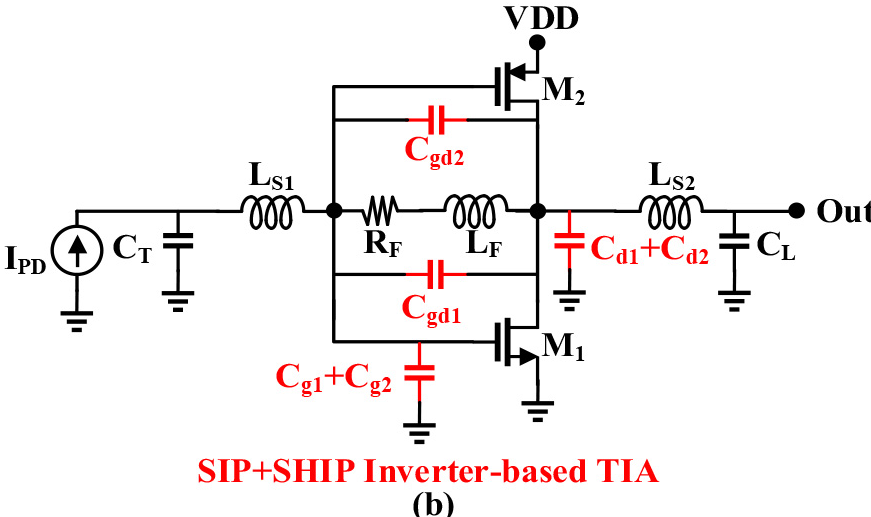 VDD
M2
Cgd2
LS1
LS2
Out
IPD
CT
RF
LF
Cd1+Cd2
CL
Cgd1
M1
Cg1+Cg2
SIP+SHIP Inverter-based TIA
(b)